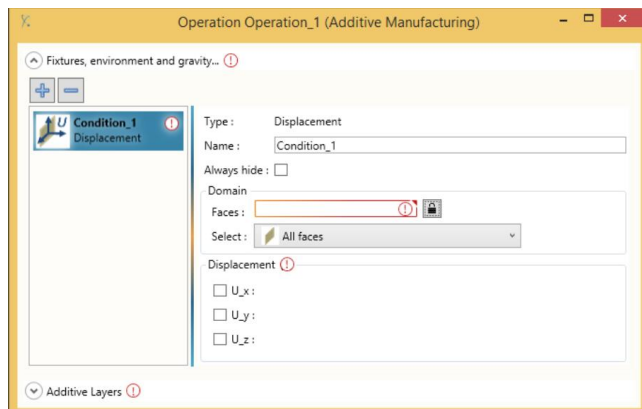 Operation Operation_1 (Additive Manufacturing)
Fixtures, environment and gravity...
Condition_1
Displacement
Type : Displacement
Name : Condition_1
Always hide :
Domain
Faces :
Select : All faces
Displacement
U_x :
U_y :
U_z :
Additive Layers